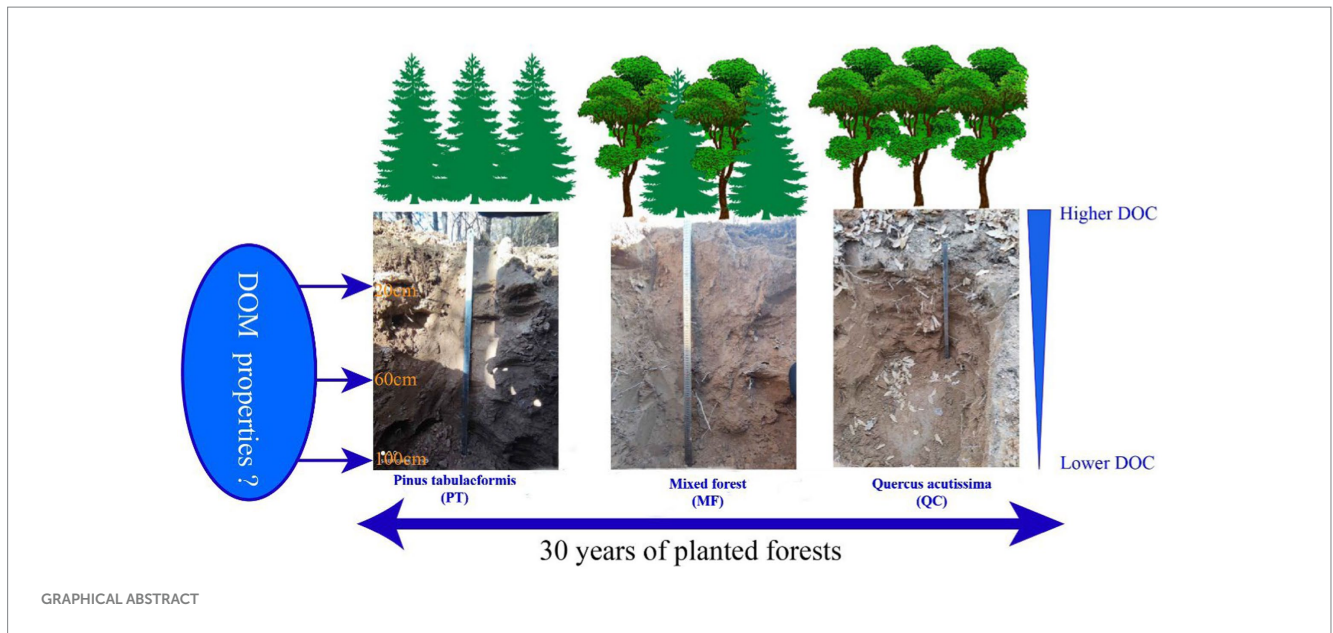 Higher DOC
DOM properties ?
20cm
60cm
100cm
Lower DOC
Pinus tabulaeformis
(PT)
Mixed forest
(MF)
Quercus acutissima
(QC)
30 years of planted forests
GRAPHICAL ABSTRACT